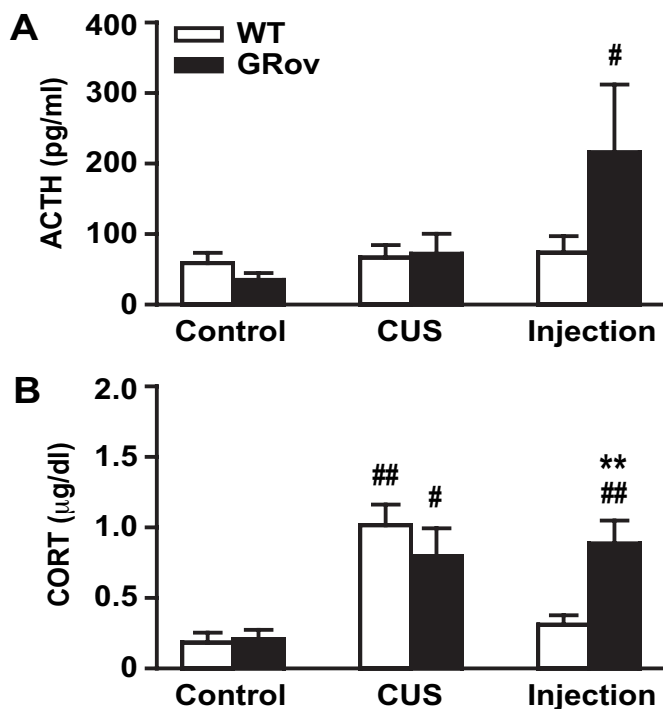 A
ACTH (pg/ml)
400
300
200
100
0
WT
GRov
#
Control CUS Injection
B
CORT (µg/dl)
2.0
1.5
1.0
0.5
0
##
#
**
##
Control CUS Injection